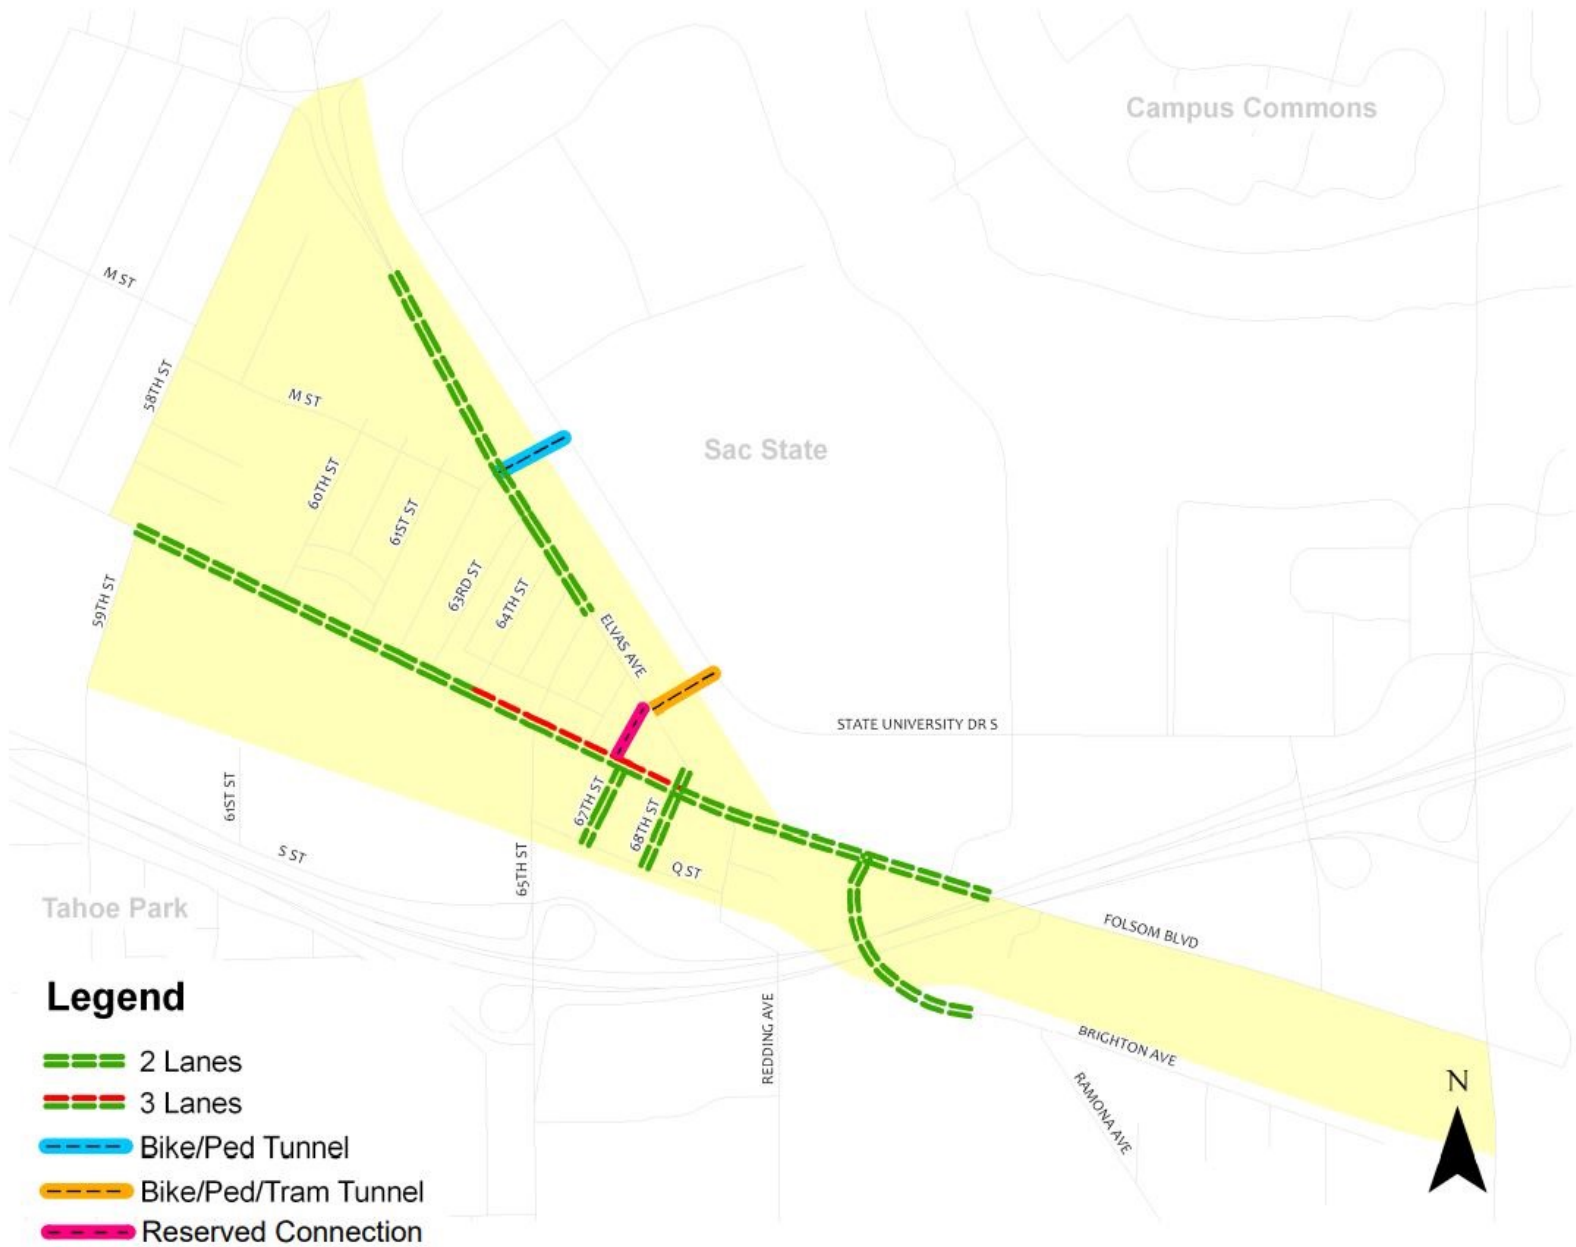 Campus Commons
M ST
58TH ST
M ST
Sac State
60TH ST
61ST ST
63RD ST
64TH ST
59TH ST
ELVAS AVE
STATE UNIVERSITY DR S
61ST ST
67TH ST
68TH ST
S ST
65TH ST
Q ST
Tahoe Park
FOLSOM BLVD
REDDING AVE
BRIGHTON AVE
RAMONA AVE
N
Legend
2 Lanes
3 Lanes
Bike/Ped Tunnel
Bike/Ped/Tram Tunnel
Reserved Connection